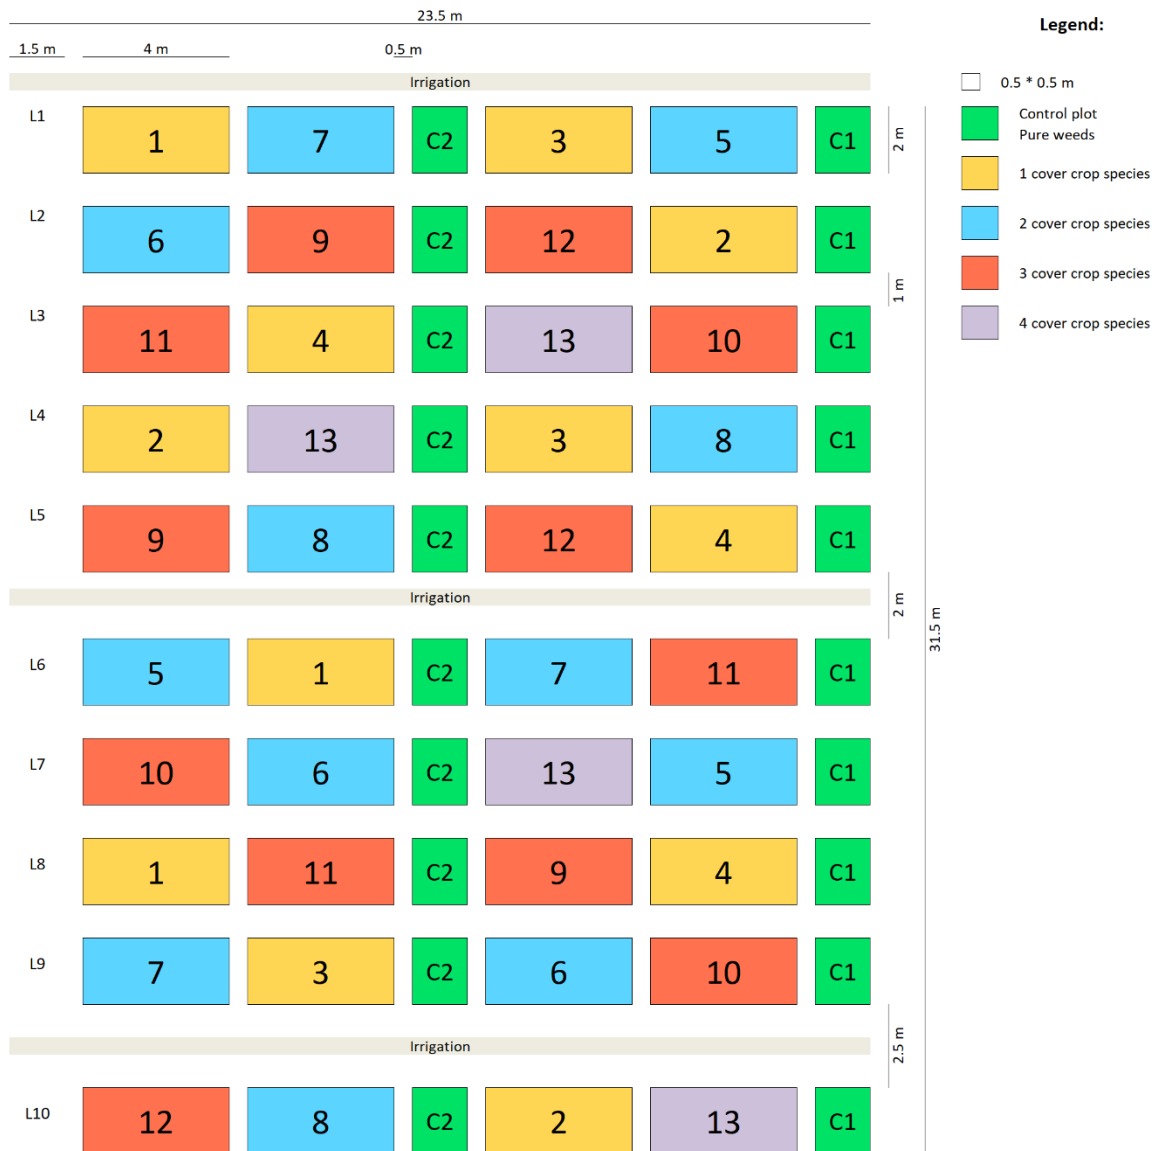 23.5 m
Legend:
1.5 m 4 m 0.5 m
Irrigation
0.5 * 0.5 m
L1 1 7 C2 3 5 C1 2 m
Control plot
Pure weeds
1 cover crop species
L2 6 9 C2 12 2 C1
2 cover crop species
3 cover crop species
1 m
L3 11 4 C2 13 10 C1
4 cover crop species
L4 2 13 C2 3 8 C1
L5 9 8 C2 12 4 C1
Irrigation
2 m
31.5 m
L6 5 1 C2 7 11 C1
L7 10 6 C2 13 5 C1
L8 1 11 C2 9 4 C1
L9 7 3 C2 6 10 C1
Irrigation
2.5 m
L10 12 8 C2 2 13 C1